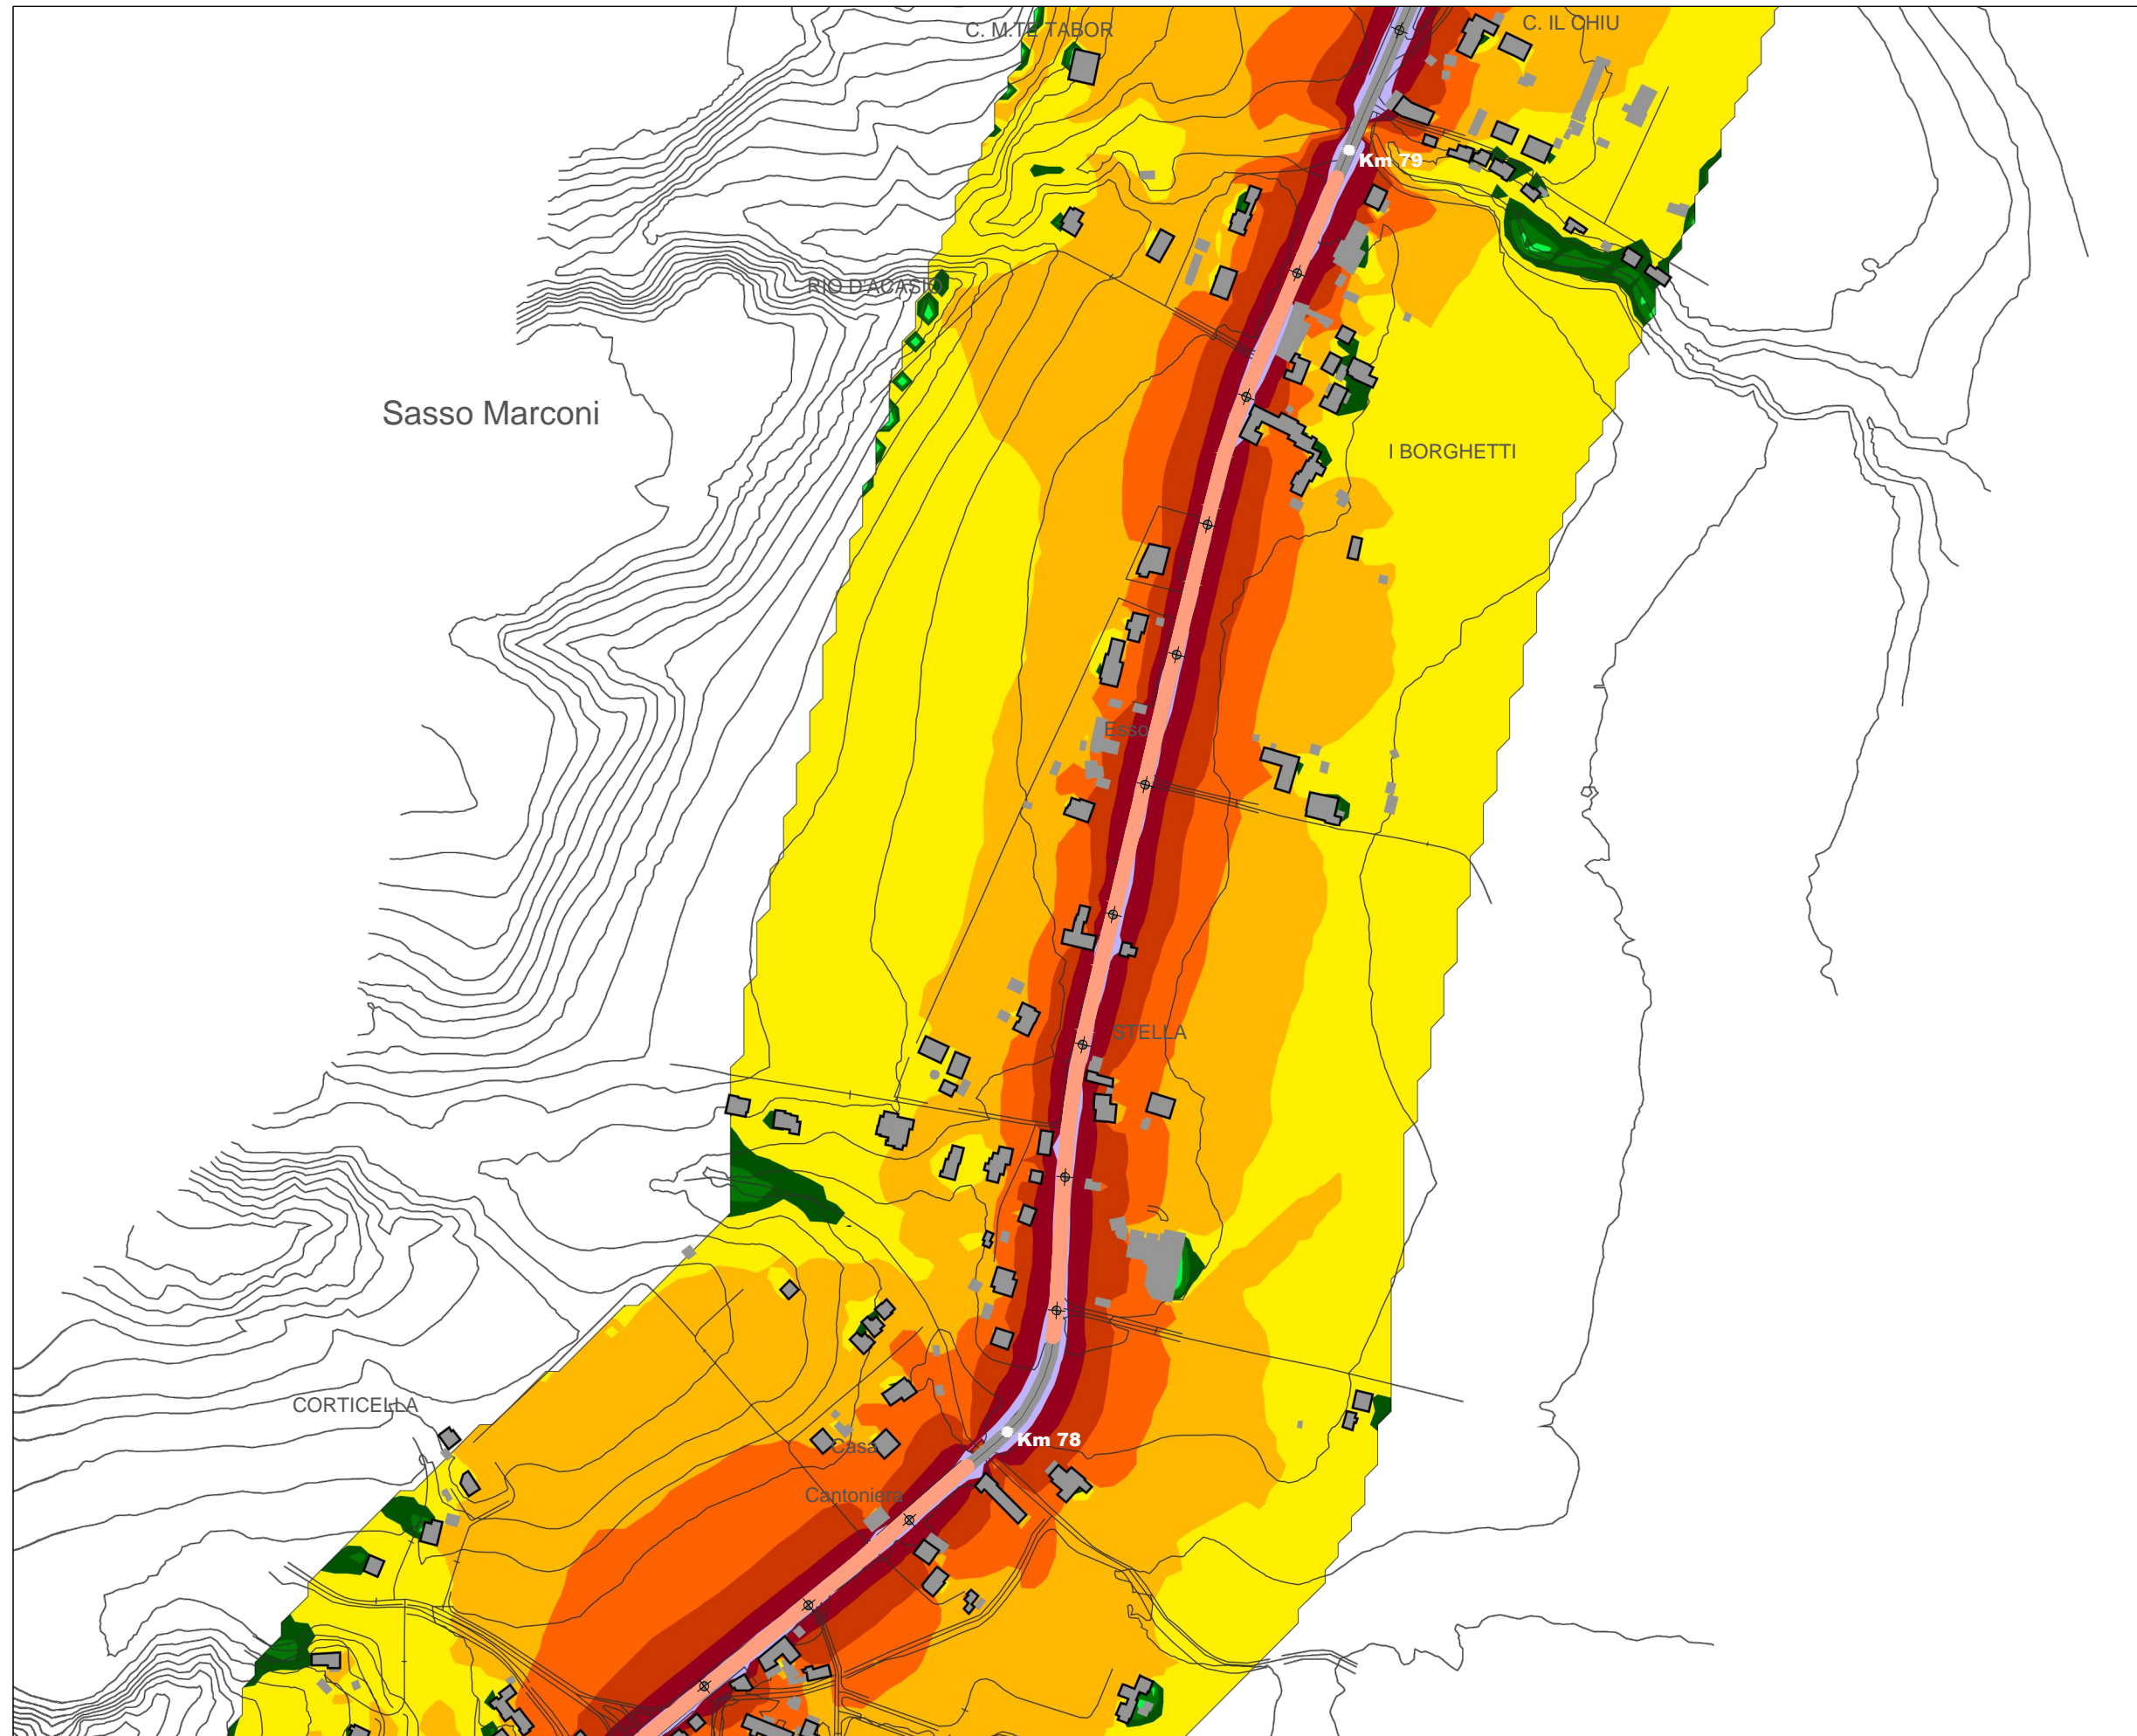 C. M.TE TABOR
C. IL CHIU
Km 79
RIO D'ACASIO
Sasso Marconi
I BORGHETTI
Esso
STELLA
CORTICELLA
Km 78
Casa
Cantoniera